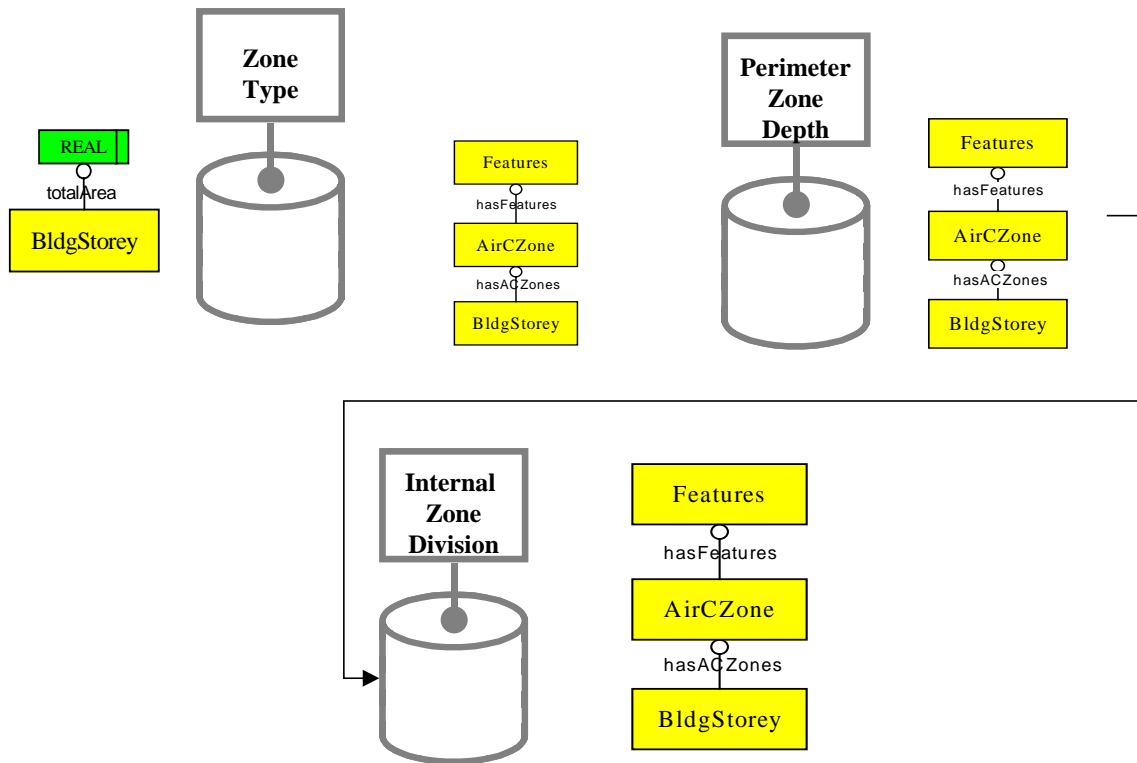 Zone
Type
REAL
totalArea
BldgStorey
Features
hasFeatures
AirCZone
hasACZones
BldgStorey
Perimeter
Zone
Depth
Features
hasFeatures
AirCZone
hasACZones
BldgStorey
Internal
Zone
Division
Features
hasFeatures
AirCZone
hasACZones
BldgStorey